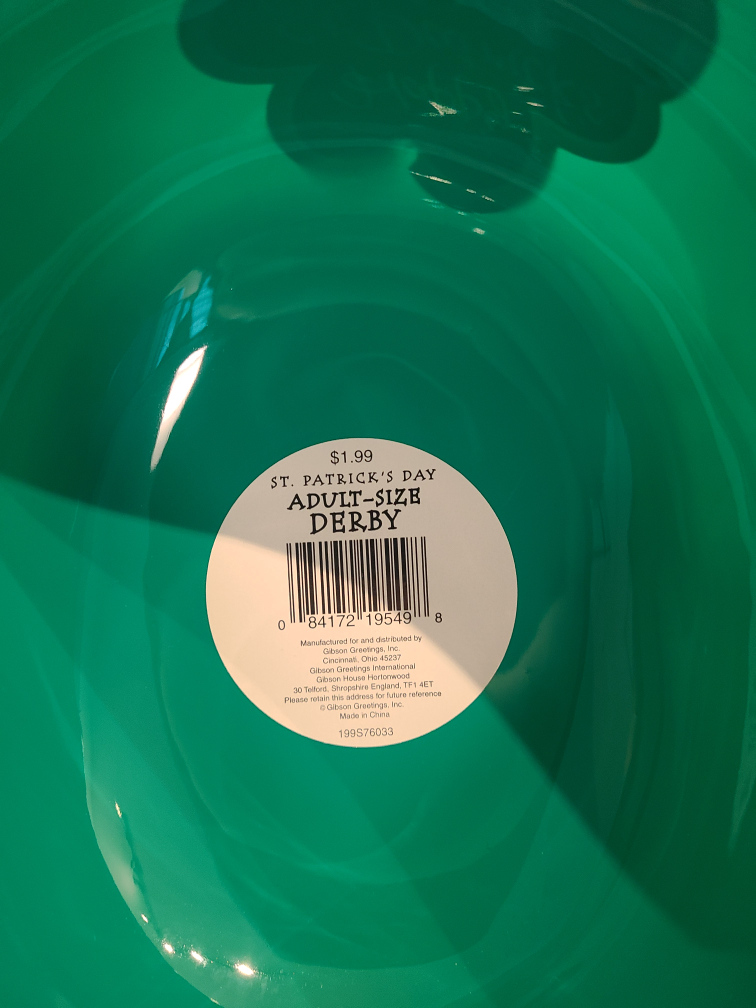 $1.99
ST. PATRICK'S DAY
ADULT-SIZE
DERBY
0 84172 19549 8
Manufactured for and distributed by
Gibson Greetings, Inc.
Cincinnati, Ohio 45237
Gibson Greetings International
Gibson House Hortonwood
30 Telford, Shropshire England, TF1 4ET
Please retain this address for future reference
© Gibson Greetings, Inc.
Made in China
199S76033